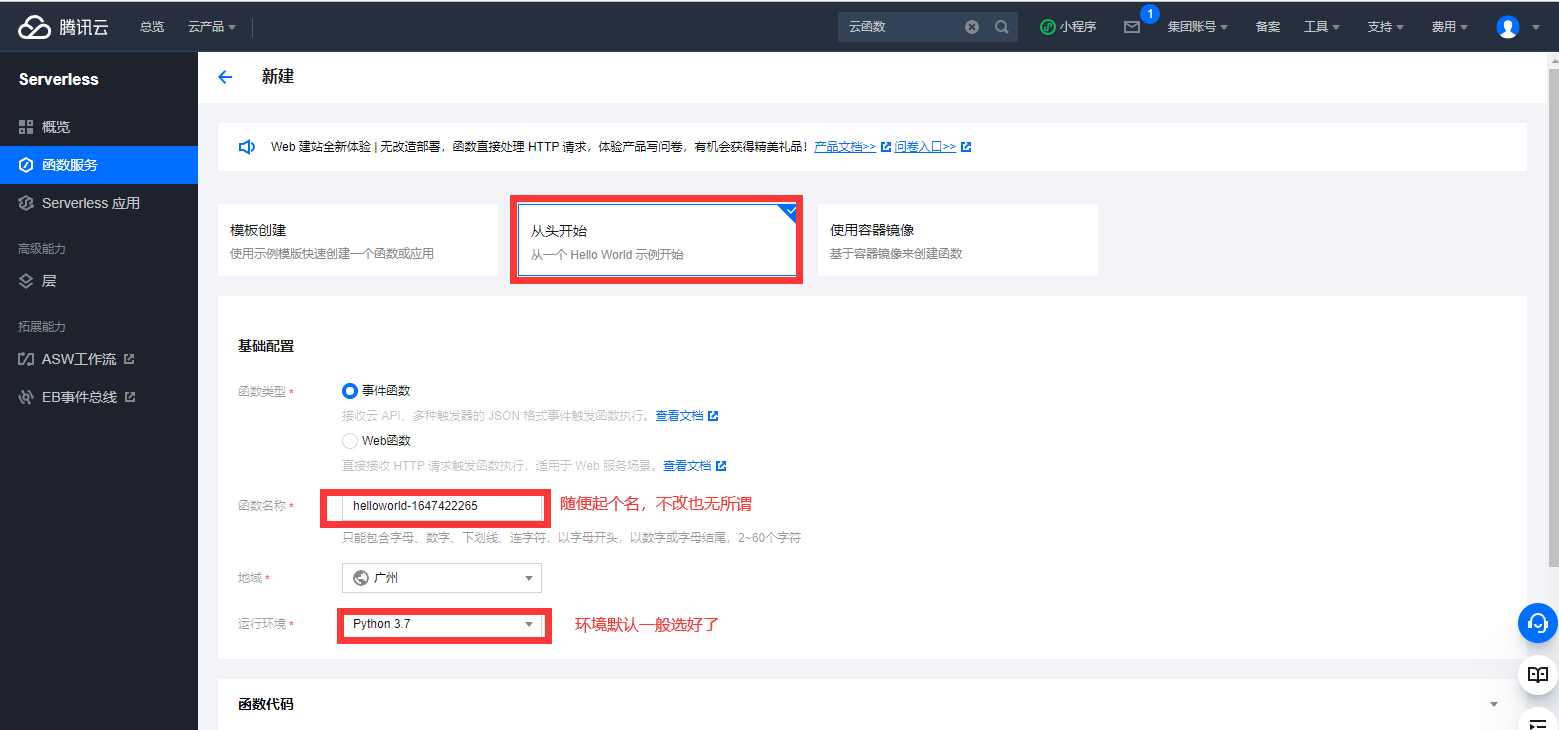 腾讯云 总览 云产品 云函数 小程序 1 集团账号 备案 工具 支持 费用
Serverless
新建
概览
函数服务
Serverless 应用
高级能力
层
拓展能力
ASW工作流
EB事件总线
Web 建站全新体验 | 无改造部署，函数直接处理 HTTP 请求，体验产品写问卷，有机会获得精美礼品！产品文档>> 问卷入口>>
模板创建
使用示例模版快速创建一个函数或应用
从头开始
从一个 Hello World 示例开始
使用容器镜像
基于容器镜像来创建函数
基础配置
函数类型 * 事件函数
接收云 API、多种触发器的 JSON 格式事件触发函数执行。查看文档
Web函数
直接接收 HTTP 请求触发函数执行，适用于 Web 服务场景。查看文档
函数名称 * helloworld-1647422265 随便起个名，不改也无所谓
只能包含字母、数字、下划线、连字符，以字母开头，以数字或字母结尾，2~60个字符
地域 * 广州
运行环境 * Python 3.7 环境默认一般选好了
函数代码